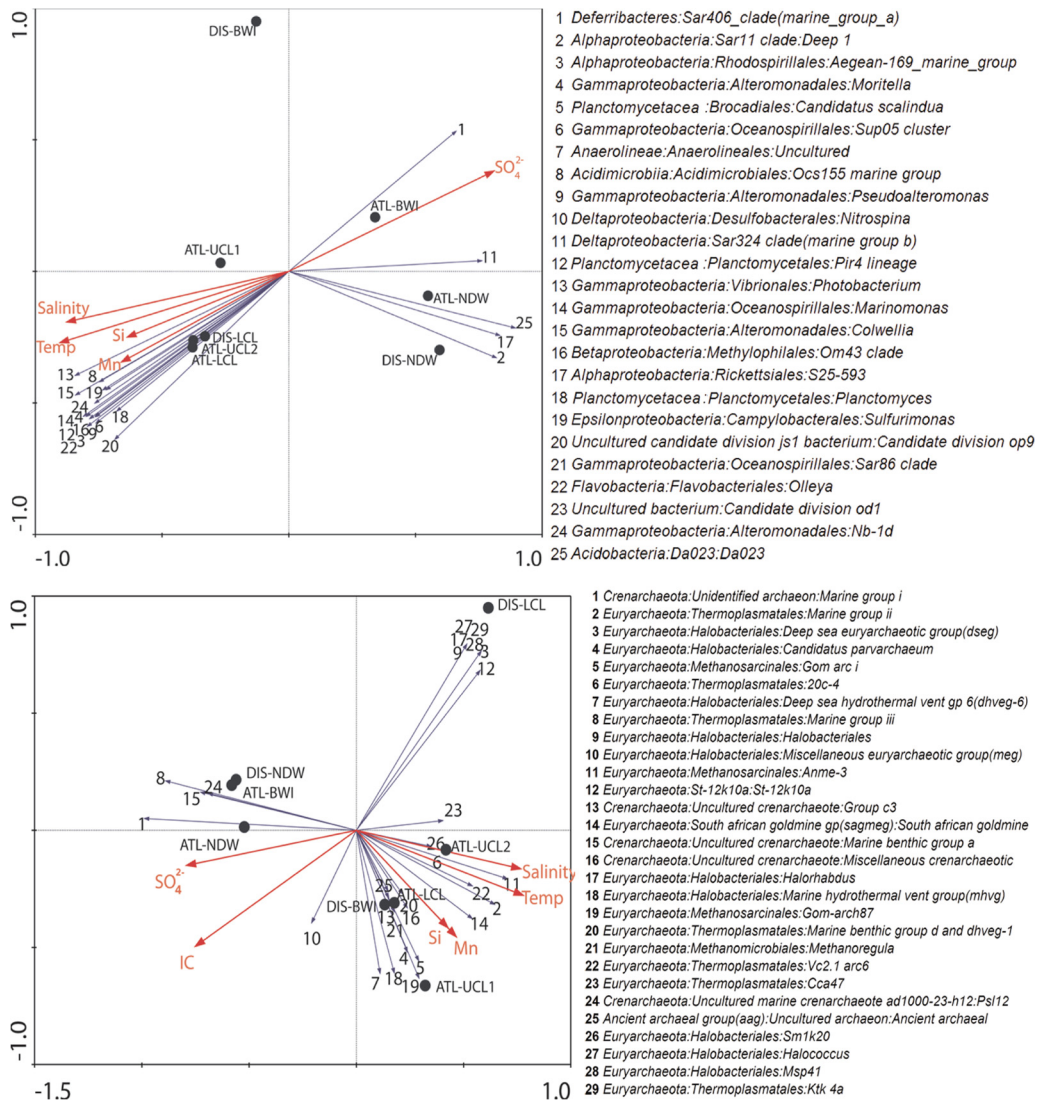 1.0
DIS-BWI
1
SO₄²⁻
ATL-BWI
ATL-UCL1
11
Salinity
ATL-NDW
Si
25
Temp
DIS-LCL
17
ATL-UCL2
DIS-NDW
2
Mn
ATL-LCL
13
8
15
19
24
14
4
18
12
16
9
6
3
22
20
-1.0
-1.0
1.0
1 Deferribacteres:Sar406_clade(marine_group_a)
2 Alphaproteobacteria:Sar11 clade:Deep 1
3 Alphaproteobacteria:Rhodospirillales:Aegean-169_marine_group
4 Gammaproteobacteria:Alteromonadales:Moritella
5 Planctomycetacea :Brocadiales:Candidatus scalindua
6 Gammaproteobacteria:Oceanospirillales:Sup05 cluster
7 Anaerolineae:Anaerolineales:Uncultured
8 Acidimicrobiia:Acidimicrobiales:Ocs155 marine group
9 Gammaproteobacteria:Alteromonadales:Pseudoalteromonas
10 Deltaproteobacteria:Desulfobacterales:Nitrospina
11 Deltaproteobacteria:Sar324 clade(marine group b)
12 Planctomycetacea :Planctomycetales:Pir4 lineage
13 Gammaproteobacteria:Vibrionales:Photobacterium
14 Gammaproteobacteria:Oceanospirillales:Marinomonas
15 Gammaproteobacteria:Alteromonadales:Colwellia
16 Betaproteobacteria:Methylophilales:Om43 clade
17 Alphaproteobacteria:Rickettsiales:S25-593
18 Planctomycetacea:Planctomycetales:Planctomyces
19 Epsilonproteobacteria:Campylobacterales:Sulfurimonas
20 Uncultured candidate division js1 bacterium:Candidate division op9
21 Gammaproteobacteria:Oceanospirillales:Sar86 clade
22 Flavobacteria:Flavobacteriales:Olleya
23 Uncultured bacterium:Candidate division od1
24 Gammaproteobacteria:Alteromonadales:Nb-1d
25 Acidobacteria:Da023:Da023
1.0
DIS-LCL
27 29
17
28
9
3
12
DIS-NDW
8
24
ATL-BWI
15
23
1
ATL-NDW
26
ATL-UCL2
6
Salinity
SO₄²⁻
11
25
ATL-LCL
22
Temp
DIS-BWI
20
2
13
16
14
10
21
Si
Mn
IC
4
5
7
18
19
ATL-UCL1
-1.0
-1.5
1.0
1 Crenarchaeota:Unidentified archaeon:Marine group i
2 Euryarchaeota:Thermoplasmatales:Marine group ii
3 Euryarchaeota:Halobacteriales:Deep sea euryarchaeotic group(dseg)
4 Euryarchaeota:Halobacteriales:Candidatus parvarchaeum
5 Euryarchaeota:Methanosarcinales:Gom arc i
6 Euryarchaeota:Thermoplasmatales:20c-4
7 Euryarchaeota:Halobacteriales:Deep sea hydrothermal vent gp 6(dhveg-6)
8 Euryarchaeota:Thermoplasmatales:Marine group iii
9 Euryarchaeota:Halobacteriales:Halobacteriales
10 Euryarchaeota:Halobacteriales:Miscellaneous euryarchaeotic group(meg)
11 Euryarchaeota:Methanosarcinales:Anme-3
12 Euryarchaeota:St-12k10a:St-12k10a
13 Crenarchaeota:Uncultured crenarchaeote:Group c3
14 Euryarchaeota:South african goldmine gp(sagmeg):South african goldmine
15 Crenarchaeota:Uncultured crenarchaeote:Marine benthic group a
16 Crenarchaeota:Uncultured crenarchaeote:Miscellaneous crenarchaeotic
17 Euryarchaeota:Halobacteriales:Halorhabdus
18 Euryarchaeota:Halobacteriales:Marine hydrothermal vent group(mhvg)
19 Euryarchaeota:Methanosarcinales:Gom-arch87
20 Euryarchaeota:Thermoplasmatales:Marine benthic group d and dhveg-1
21 Euryarchaeota:Methanomicrobiales:Methanoregula
22 Euryarchaeota:Thermoplasmatales:Vc2.1 arc6
23 Euryarchaeota:Thermoplasmatales:Cca47
24 Crenarchaeota:Uncultured marine crenarchaeote ad1000-23-h12:Psl12
25 Ancient archaeal group(aag):Uncultured archaeon:Ancient archaeal
26 Euryarchaeota:Halobacteriales:Sm1k20
27 Euryarchaeota:Halobacteriales:Halococcus
28 Euryarchaeota:Halobacteriales:Msp41
29 Euryarchaeota:Thermoplasmatales:Ktk 4a